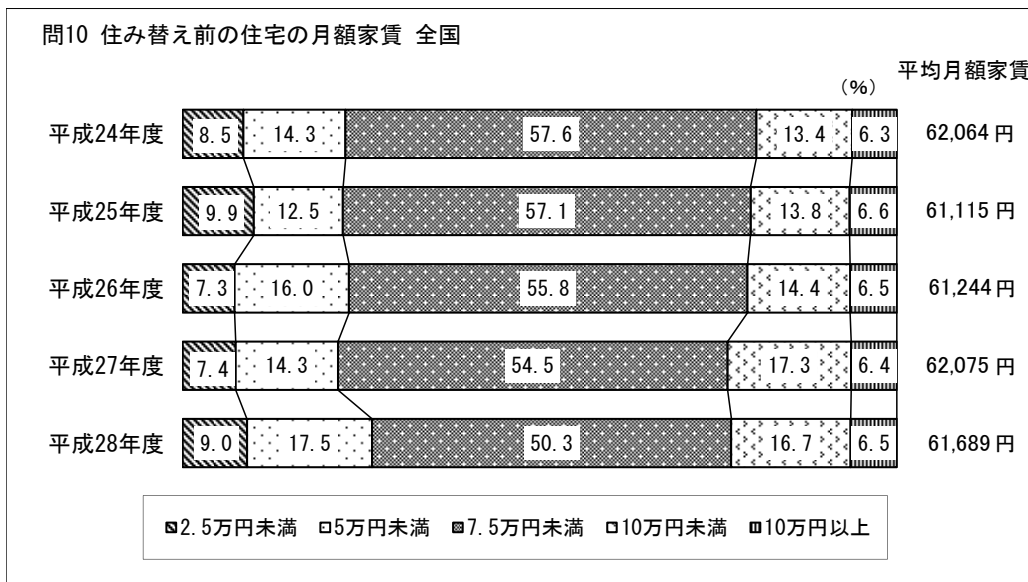 問10 住み替え前の住宅の月額家賃 全国
平均月額家賃
(%)
平成24年度 8.5 14.3 57.6 13.4 6.3 62,064 円
平成25年度 9.9 12.5 57.1 13.8 6.6 61,115 円
平成26年度 7.3 16.0 55.8 14.4 6.5 61,244 円
平成27年度 7.4 14.3 54.5 17.3 6.4 62,075 円
平成28年度 9.0 17.5 50.3 16.7 6.5 61,689 円
2.5万円未満 5万円未満 7.5万円未満 10万円未満 10万円以上